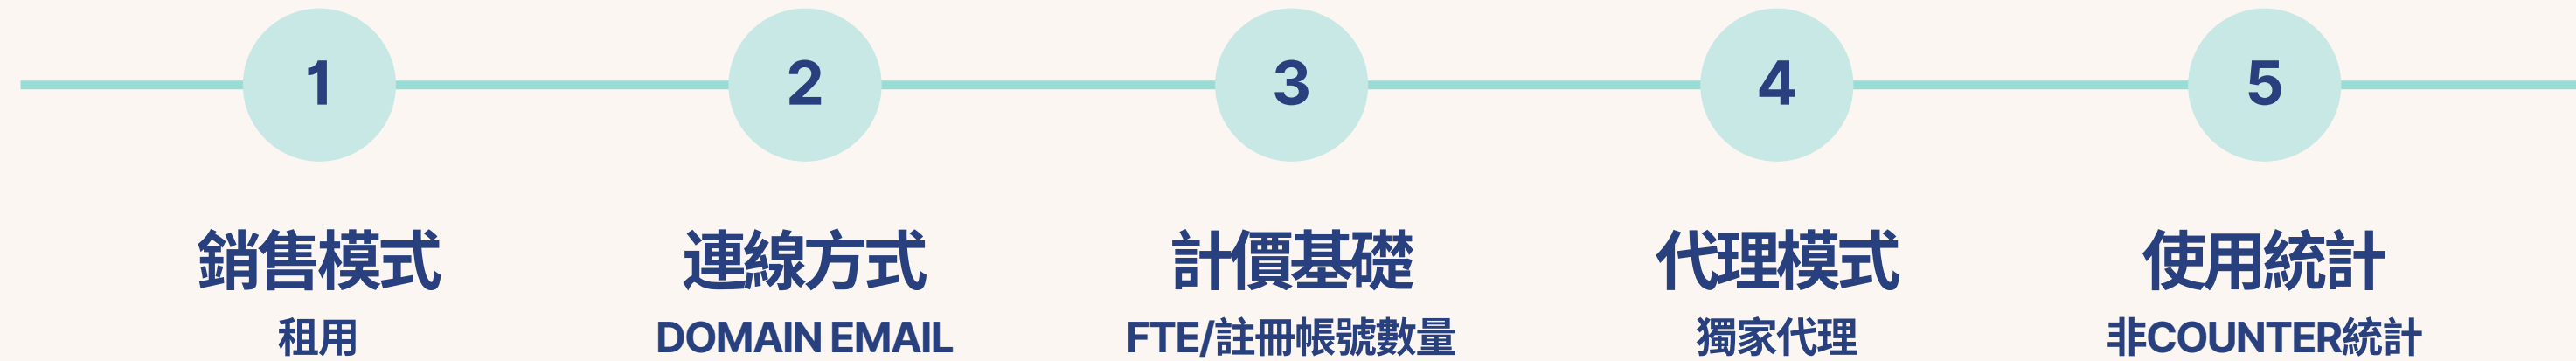 1
2
3
4
5
銷售模式
連線方式
計價基礎
代理模式
使用統計
租用
DOMAIN EMAIL
FTE/註冊帳號數量
獨家代理
非COUNTER統計